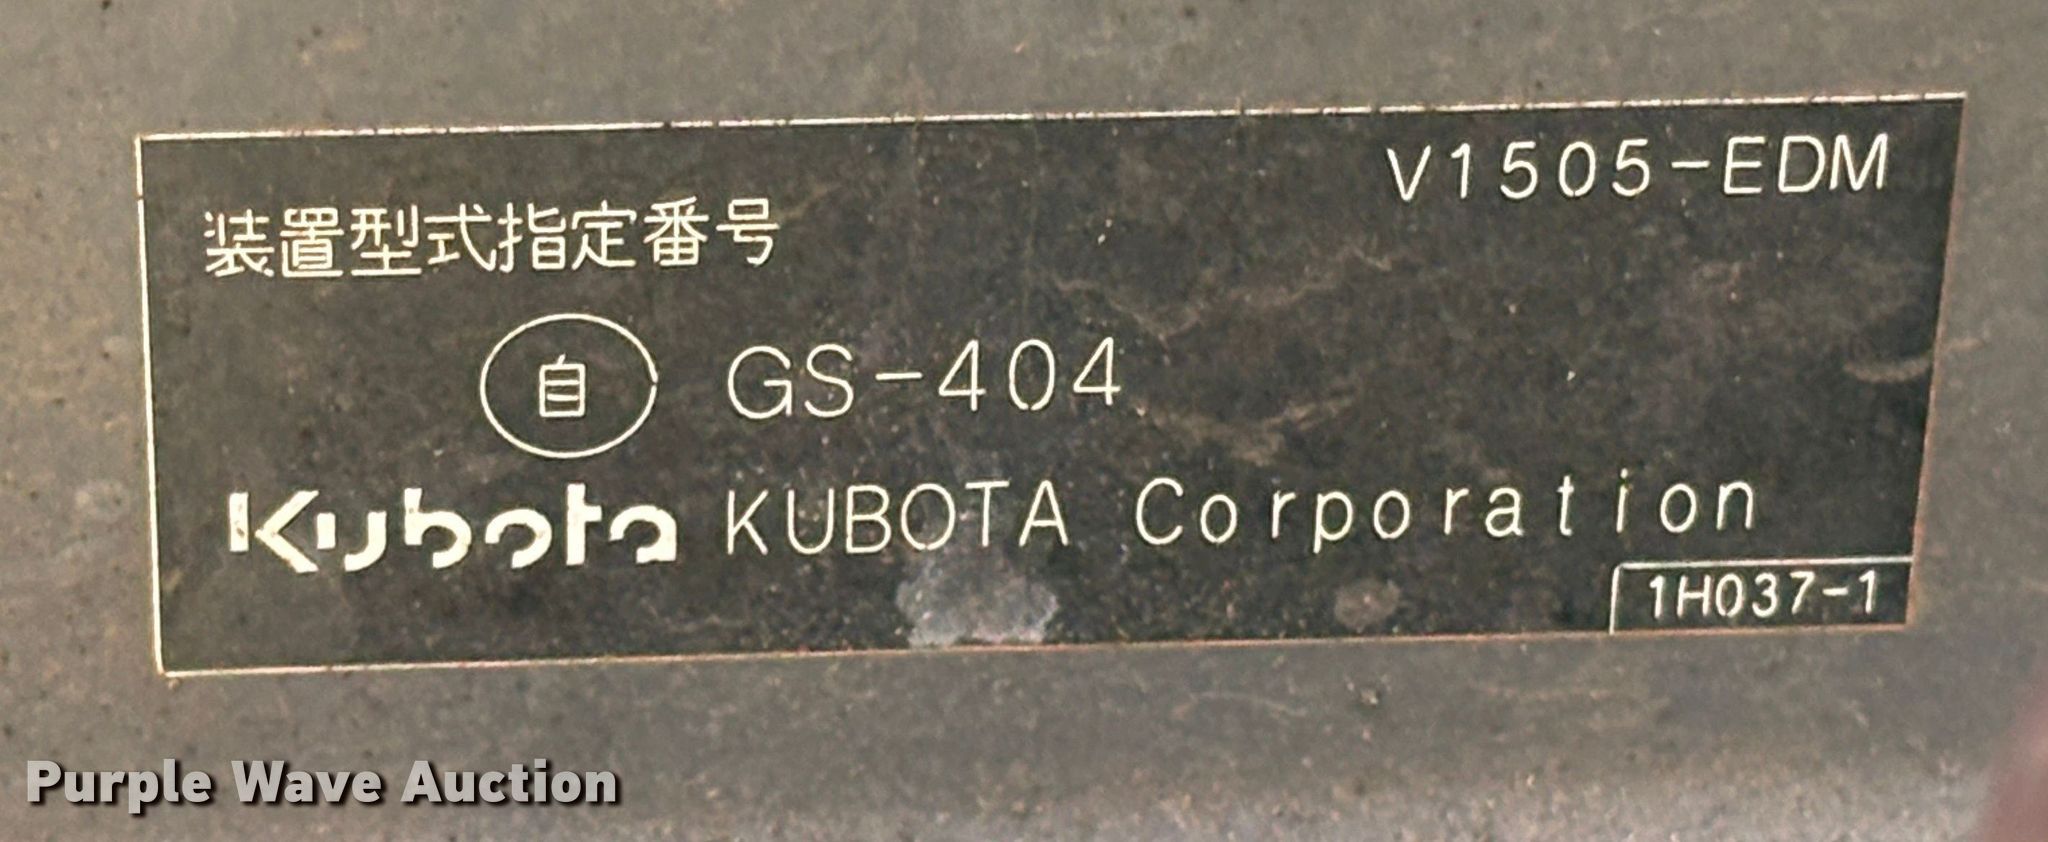 V1505-EDM
装置型式指定番号
自 GS-404
Kubota KUBOTA Corporation
1H037-1
Purple Wave Auction